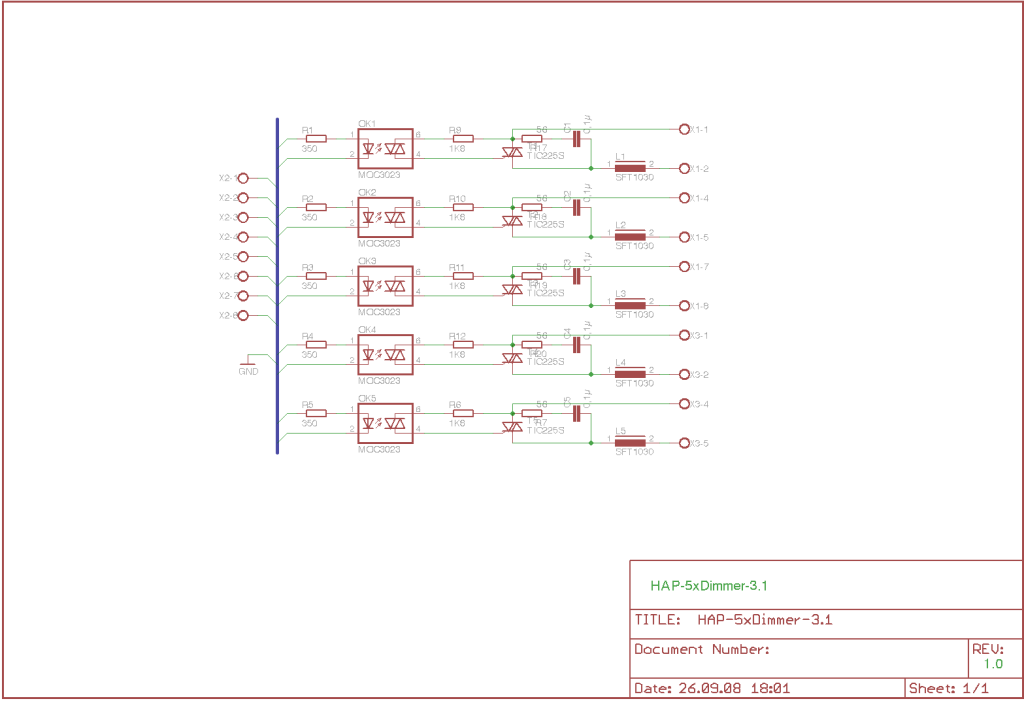 OK1
R1
1
6
R9
56
C1
0,1µ
X1-1
350
2
4
1K8
R17
TIC225S
L1
1
2
X1-2
MOC3023
SFT1030
X2-1
OK2
X2-2
R2
1
6
R10
56
C2
0,1µ
X1-4
350
1K8
R18
X2-3
TIC225S
L2
X2-4
2
4
1
2
X1-5
MOC3023
SFT1030
X2-5
OK3
R3
R11
56
C3
0,1µ
X1-7
X2-6
350
1
6
1K8
R19
TIC225S
L3
X2-7
2
4
1
2
X1-8
MOC3023
SFT1030
X2-8
OK4
R4
R12
56
C4
0,1µ
X3-1
350
1
6
1K8
R20
TIC225S
L4
GND
2
4
1
2
X3-2
MOC3023
SFT1030
OK5
R5
R6
56
C5
0,1µ
X3-4
350
1
6
1K8
R7
TIC225S
L5
2
4
1
2
X3-5
MOC3023
SFT1030
HAP-5xDimmer-3.1
TITLE: HAP-5xDimmer-3.1
Document Number:
REV:
1.0
Date: 26.09.08 18:01
Sheet: 1/1